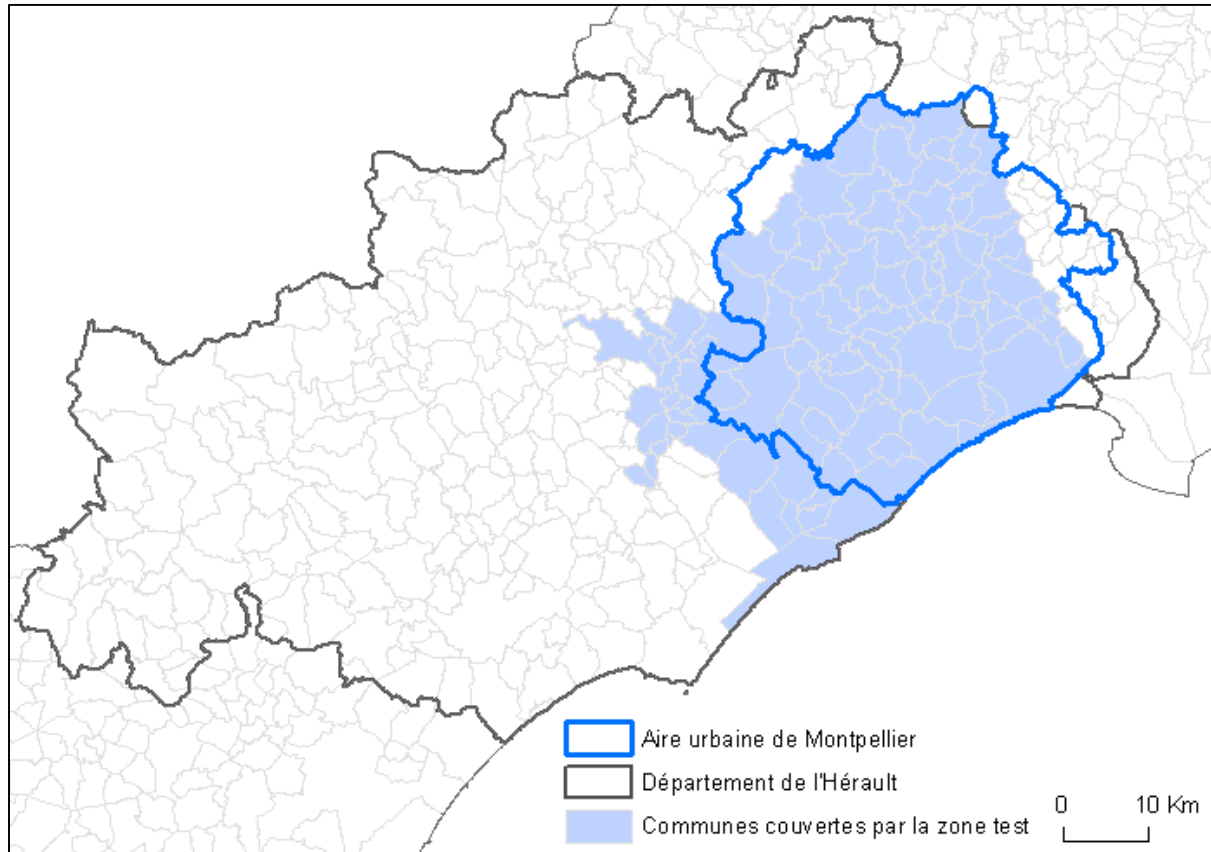 Aire urbaine de Montpellier
Département de l'Hérault
Communes couvertes par la zone test
0 10 Km